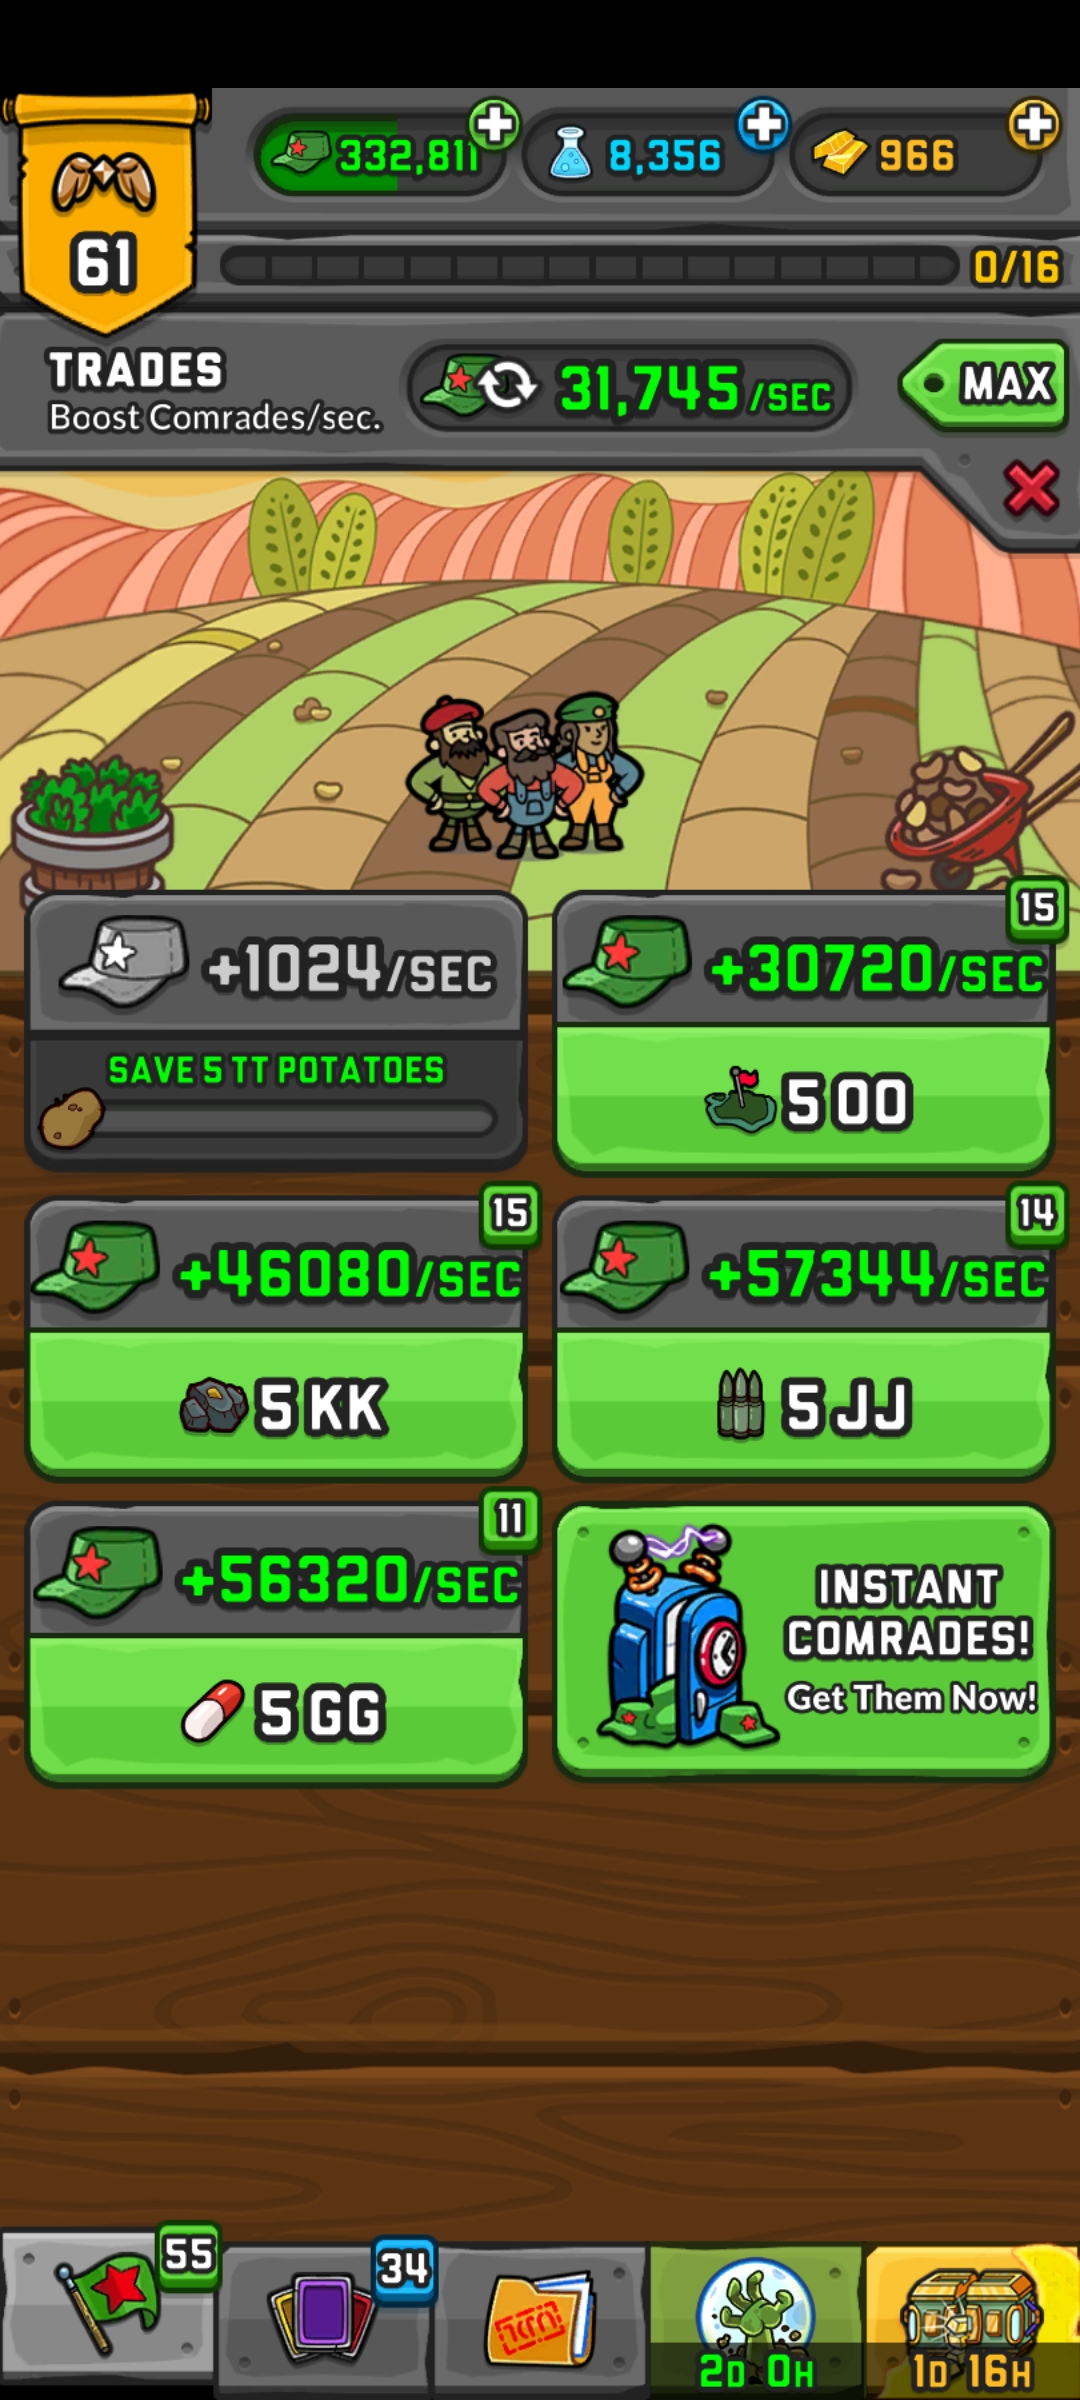 332,811
8,356
966
61
0/16
TRADES
Boost Comrades/sec.
31,745/SEC
MAX
+1024/SEC
SAVE 5 TT POTATOES
15
+30720/SEC
500
15
+46080/SEC
5 KK
14
+57344/SEC
5 JJ
11
+56320/SEC
5 GG
INSTANT
COMRADES!
Get Them Now!
55
34
2D 0H
1D 16H